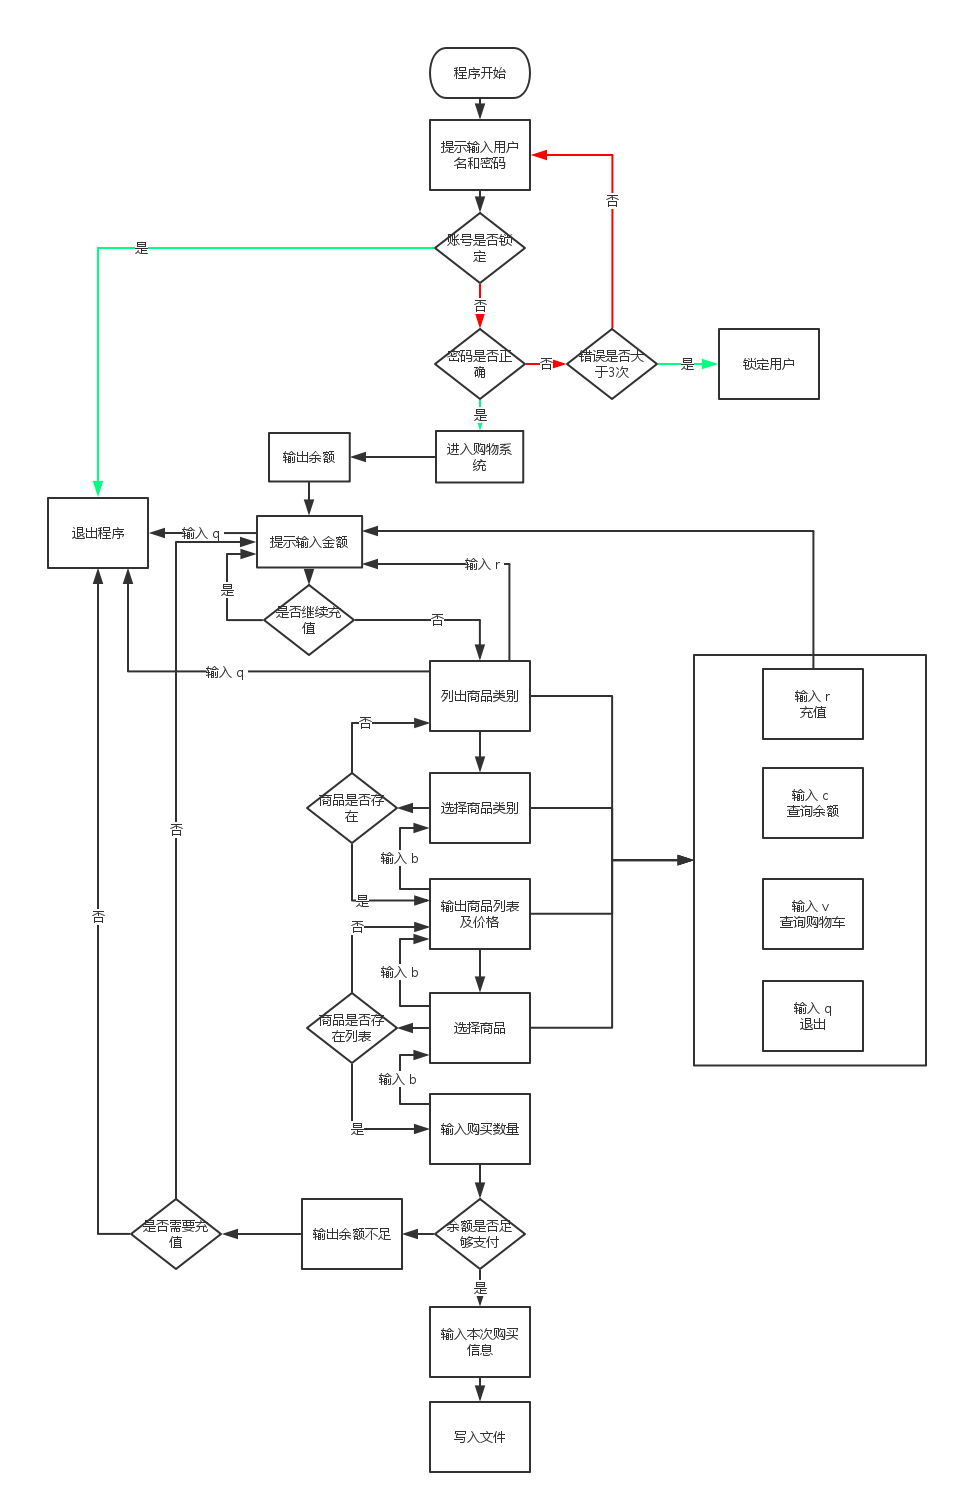 程序开始
提示输入用户
名和密码
否
账号是否锁
定
是
否
密码是否正
确
否
错误是否大
于3次
是
锁定用户
是
进入购物系
统
输出余额
退出程序
输入 q
提示输入金额
输入 r
是
是否继续充
值
否
输入 q
列出商品类别
输入 r
充值
否
商品是否存
在
选择商品类别
输入 c
查询余额
否
输入 b
是
输出商品列表
及价格
输入 v
查询购物车
否
否
输入 b
商品是否存
在列表
选择商品
输入 q
退出
输入 b
是
输入购买数量
是否需要充
值
输出余额不足
余额是否足
够支付
是
输入本次购买
信息
写入文件